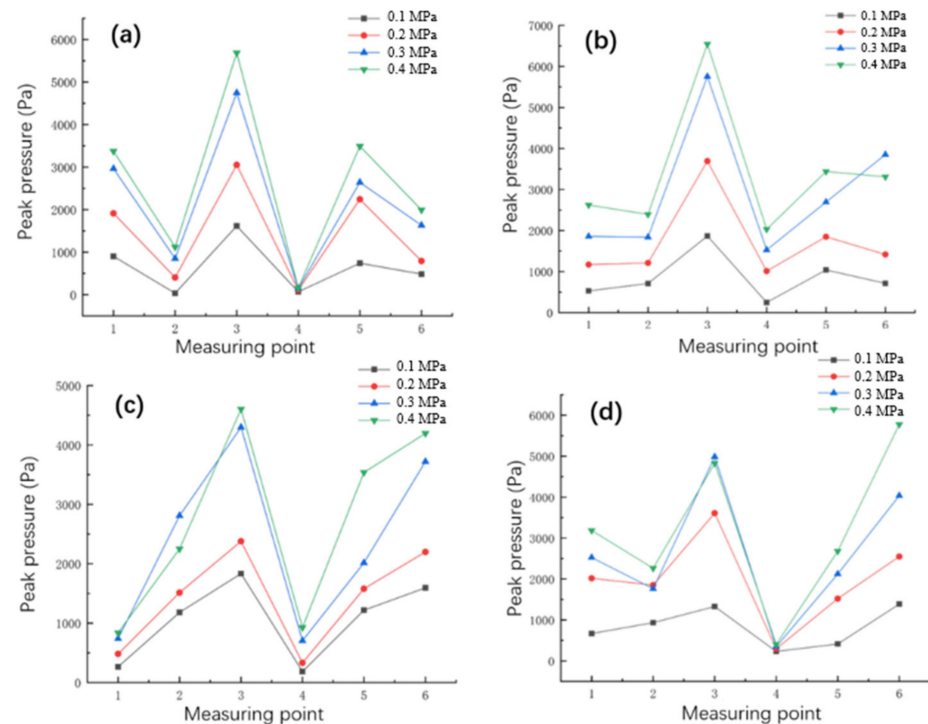 (a)
0.1 MPa
0.2 MPa
0.3 MPa
0.4 MPa
Peak pressure (Pa)
6000
5000
4000
3000
2000
1000
0
1 2 3 4 5 6
Measuring point
(b)
0.1 MPa
0.2 MPa
0.3 MPa
0.4 MPa
Peak pressure (Pa)
7000
6000
5000
4000
3000
2000
1000
0
1 2 3 4 5 6
Measuring point
(c)
0.1 MPa
0.2 MPa
0.3 MPa
0.4 MPa
Peak pressure (Pa)
5000
4000
3000
2000
1000
0
1 2 3 4 5 6
Measuring point
(d)
0.1 MPa
0.2 MPa
0.3 MPa
0.4 MPa
Peak pressure (Pa)
6000
5000
4000
3000
2000
1000
0
1 2 3 4 5 6
Measuring point